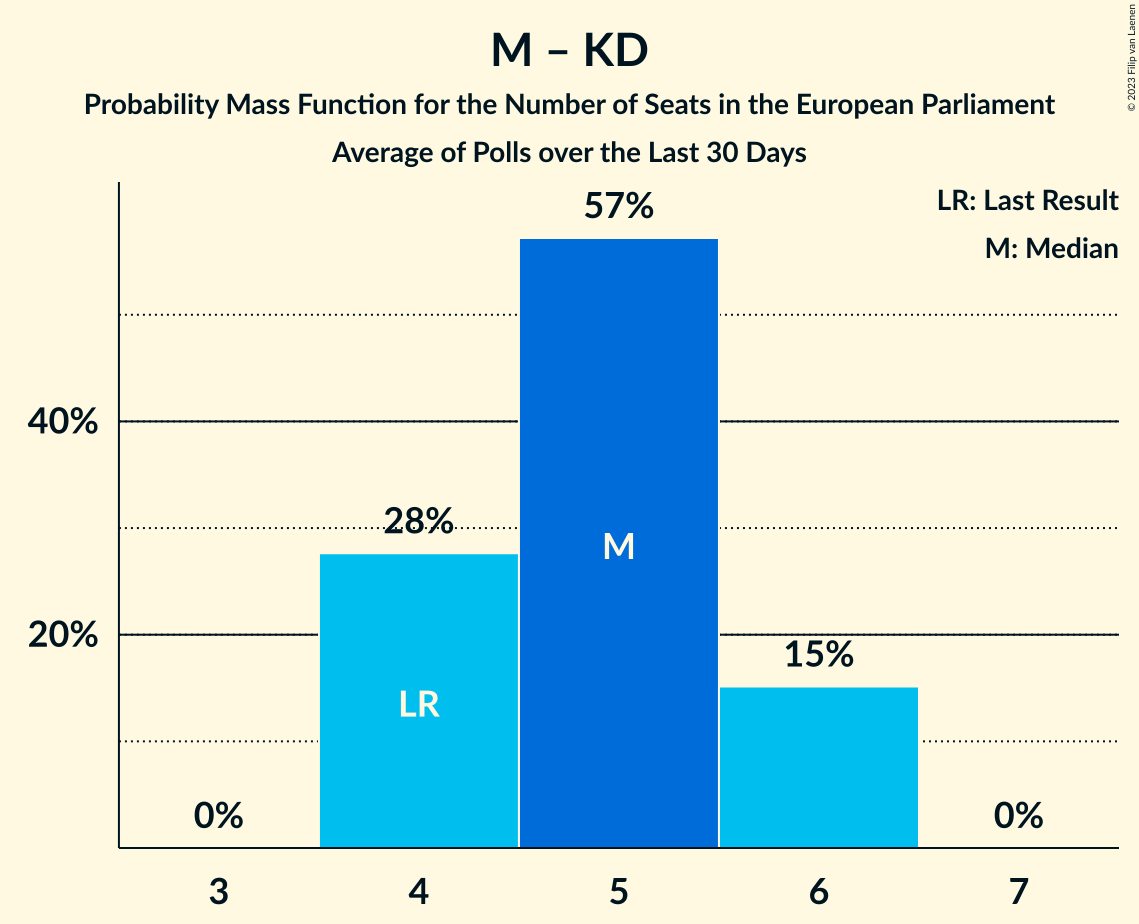 M – KD
Probability Mass Function for the Number of Seats in the European Parliament
Average of Polls over the Last 30 Days
© 2023 Filip van Laenen
LR: Last Result
M: Median
57%
40%
28%
M
20%
15%
LR
0%
0%
3
4
5
6
7